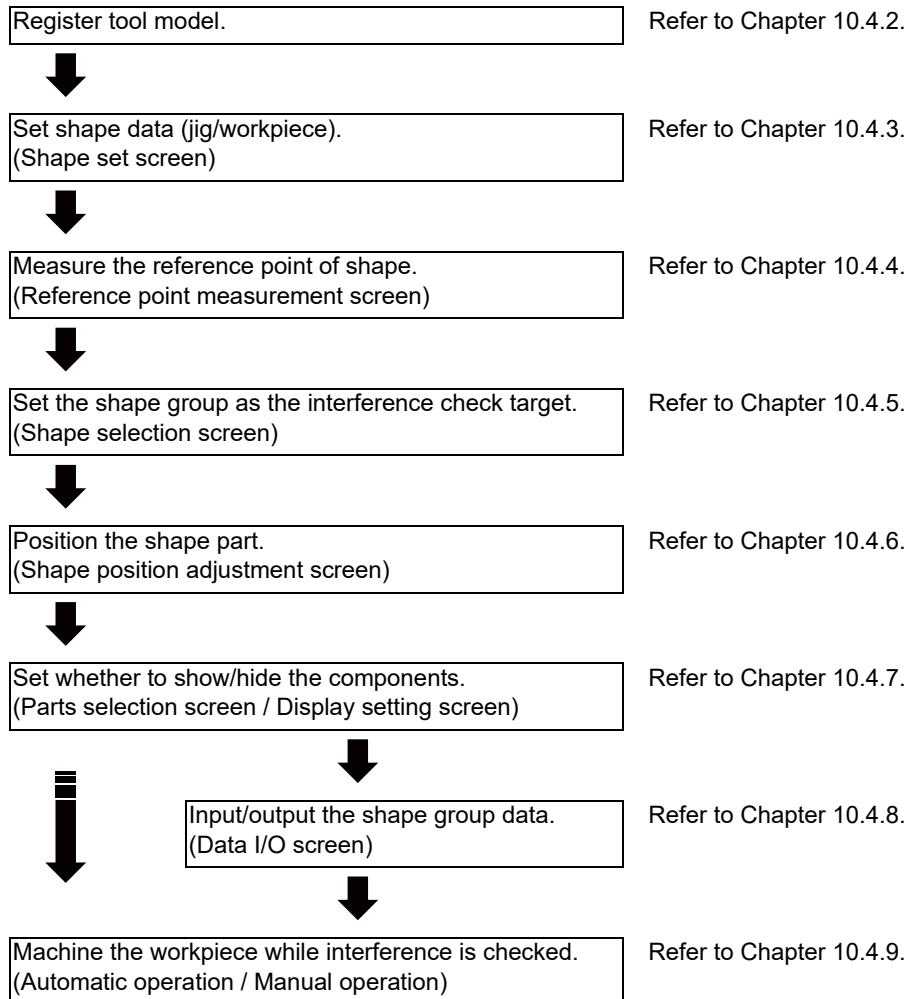 Register tool model. Refer to Chapter 10.4.2.
Set shape data (jig/workpiece). Refer to Chapter 10.4.3.
(Shape set screen)
Measure the reference point of shape. Refer to Chapter 10.4.4.
(Reference point measurement screen)
Set the shape group as the interference check target. Refer to Chapter 10.4.5.
(Shape selection screen)
Position the shape part. Refer to Chapter 10.4.6.
(Shape position adjustment screen)
Set whether to show/hide the components. Refer to Chapter 10.4.7.
(Parts selection screen / Display setting screen)
Input/output the shape group data. Refer to Chapter 10.4.8.
(Data I/O screen)
Machine the workpiece while interference is checked. Refer to Chapter 10.4.9.
(Automatic operation / Manual operation)